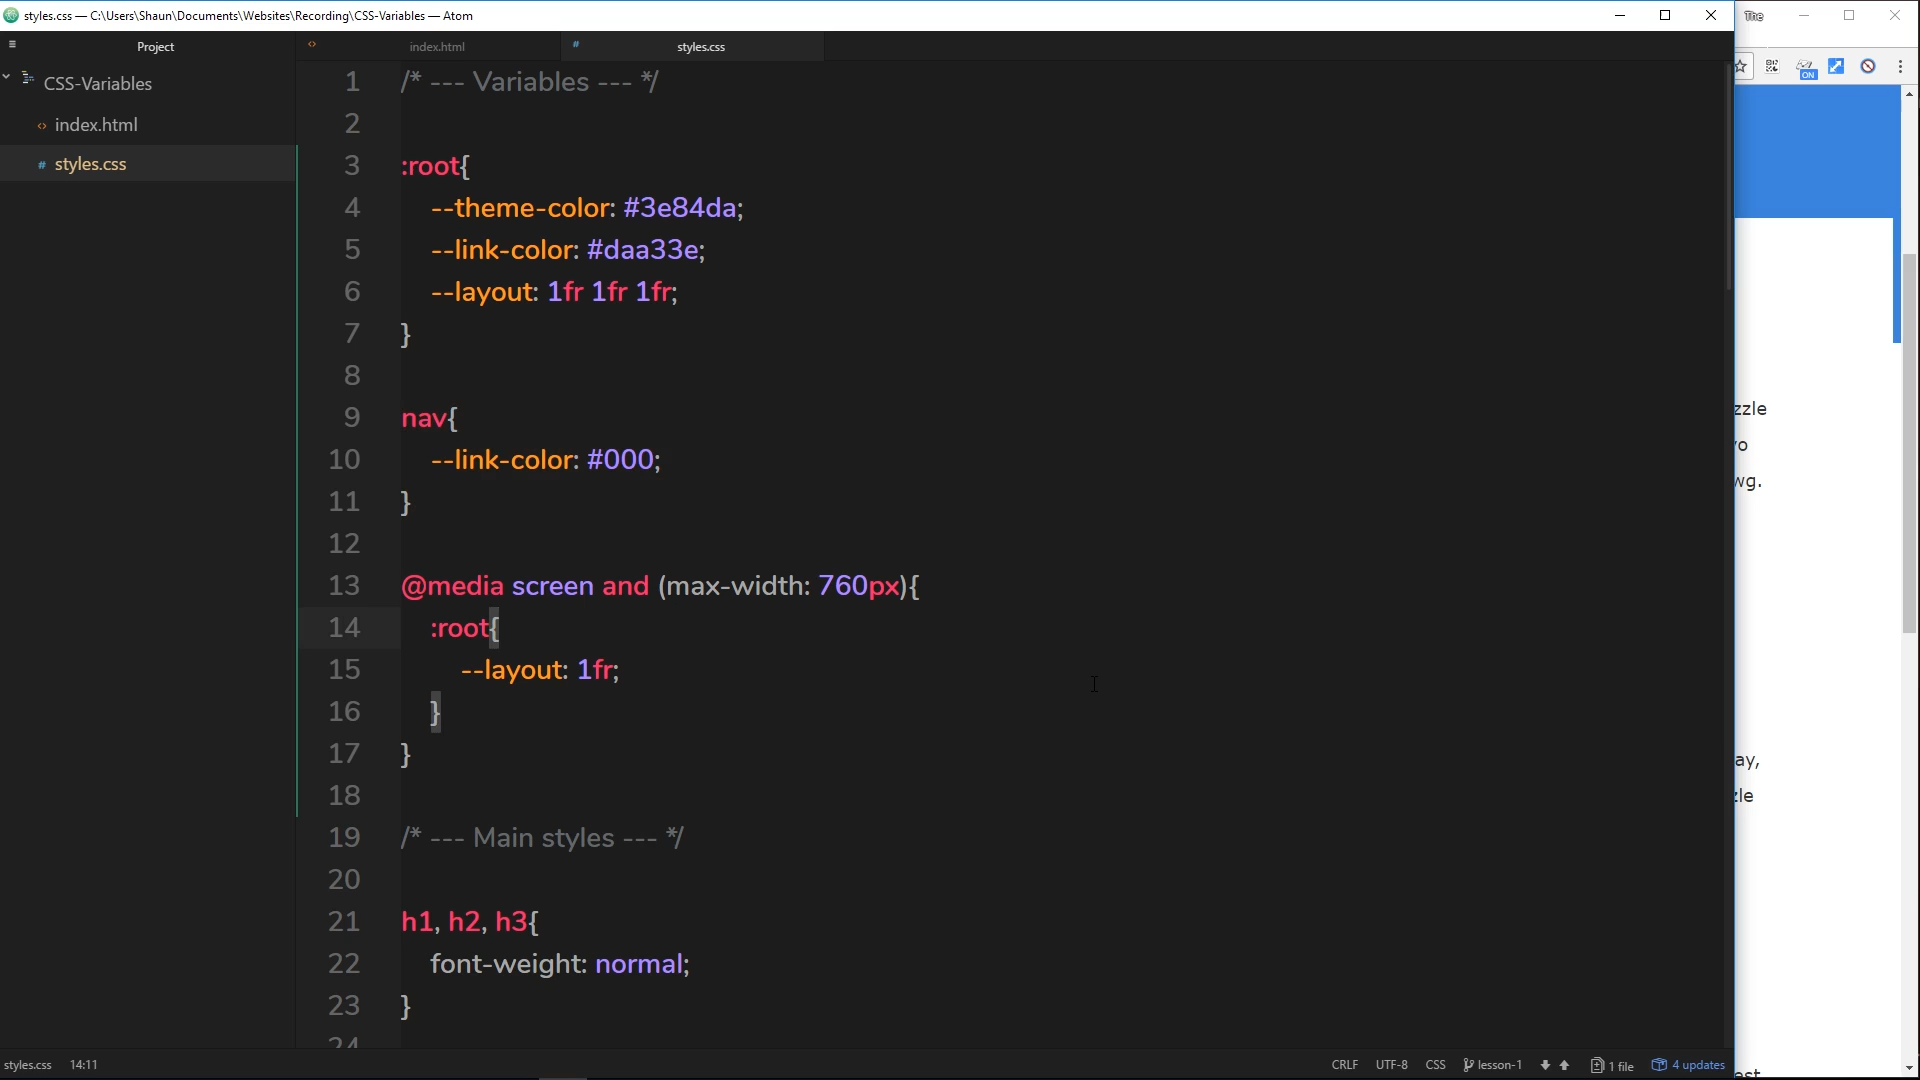 styles.css — C:\Users\Shaun\Documents\Websites\Recording\CSS-Variables — Atom
The
Project
index.html
styles.css
CSS-Variables
index.html
styles.css
ON
1 /* --- Variables --- */
2
3 :root{
4 --theme-color: #3e84da;
5 --link-color: #daa33e;
6 --layout: 1fr 1fr 1fr;
7 }
8
9 nav{
10 --link-color: #000;
11 }
12
13 @media screen and (max-width: 760px){
14 :root{
15 --layout: 1fr;
16 }
17 }
18
19 /* --- Main styles --- */
20
21 h1, h2, h3{
22 font-weight: normal;
23 }
24
zzle
wg.
ay,
styles.css 14:11
CRLF UTF-8 CSS lesson-1 1 file 4 updates